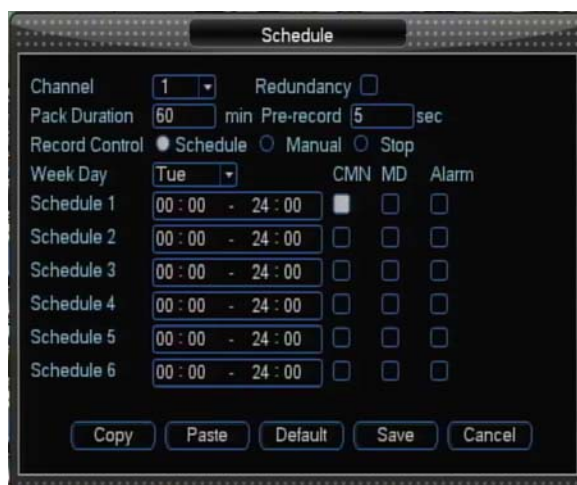 Schedule
Channel 1 Redundancy
Pack Duration 60 min Pre-record 5 sec
Record Control Schedule Manual Stop
Week Day Tue CMN MD Alarm
Schedule 1 00 : 00 - 24 : 00
Schedule 2 00 : 00 - 24 : 00
Schedule 3 00 : 00 - 24 : 00
Schedule 4 00 : 00 - 24 : 00
Schedule 5 00 : 00 - 24 : 00
Schedule 6 00 : 00 - 24 : 00
Copy Paste Default Save Cancel